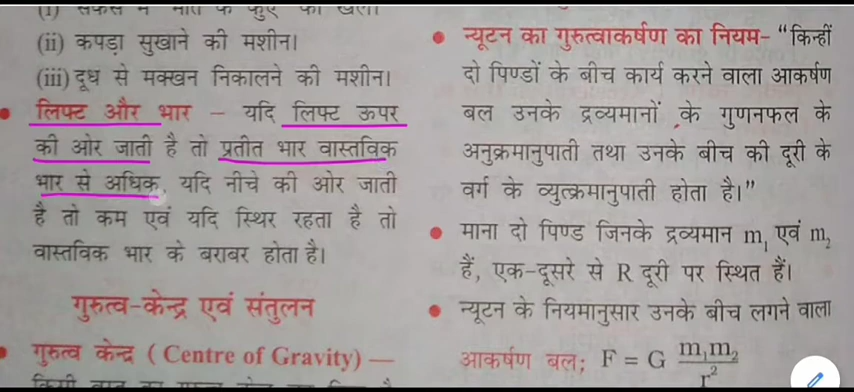 (ii) कपड़ा सुखाने की मशीन।
(iii) दूध से मक्खन निकालने की मशीन।
• लिफ्ट और भार – यदि लिफ्ट ऊपर
की ओर जाती है तो प्रतीत भार वास्तविक
भार से अधिक, यदि नीचे की ओर जाती
है तो कम एवं यदि स्थिर रहता है तो
वास्तविक भार के बराबर होता है।
गुरुत्व-केन्द्र एवं संतुलन
• गुरुत्व केन्द्र ( Centre of Gravity) —
• न्यूटन का गुरुत्वाकर्षण का नियम- “किन्हीं
दो पिण्डों के बीच कार्य करने वाला आकर्षण
बल उनके द्रव्यमानों के गुणनफल के
अनुक्रमानुपाती तथा उनके बीच की दूरी के
वर्ग के व्युत्क्रमानुपाती होता है।”
• माना दो पिण्ड जिनके द्रव्यमान m₁ एवं m₂
हैं, एक-दूसरे से R दूरी पर स्थित हैं।
• न्यूटन के नियमानुसार उनके बीच लगने वाला
आकर्षण बल; F = G m₁m₂/r²